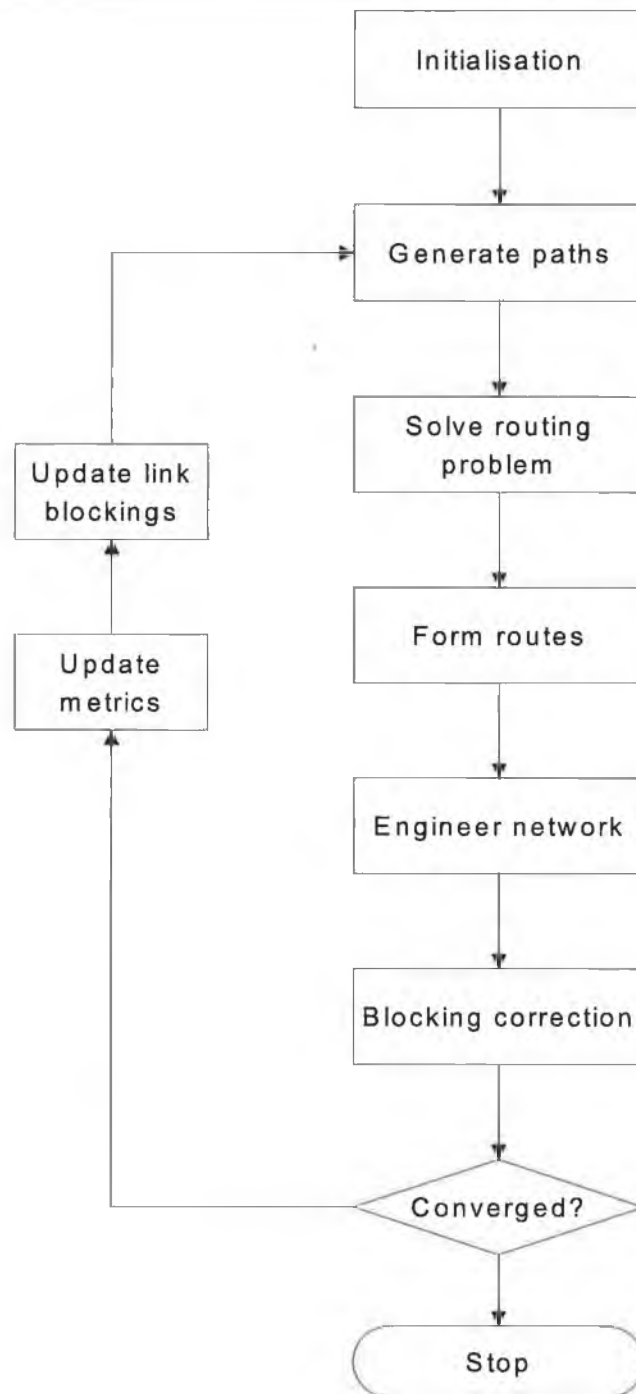 Initialisation
Generate paths
Solve routing
problem
Update link
blockings
Form routes
Update
metrics
Engineer network
Blocking correction
Converged?
Stop